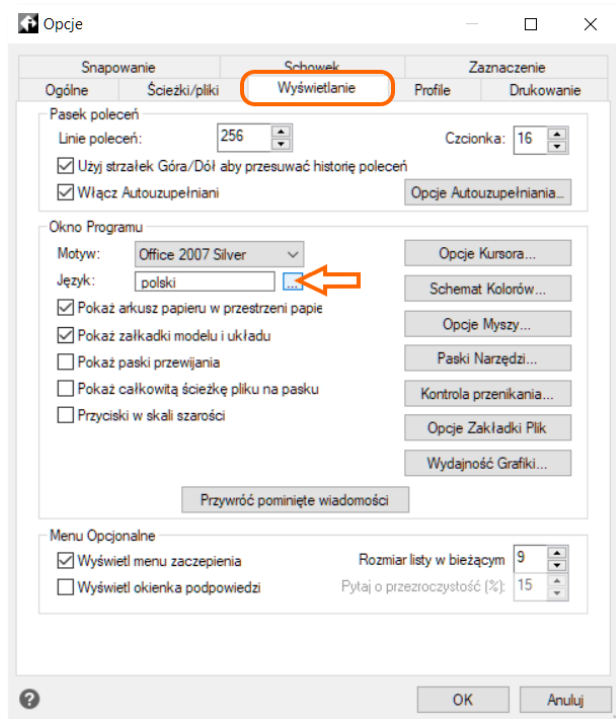 Opcje
Snapowanie Schowek Zaznaczenie
Ogólne Ścieżki/pliki Wyświetlanie Profile Drukowanie
Pasek poleceń
Linie poleceń: 256 Czcionka: 16
Użyj strzałek Góra/Dół aby przesuwać historię poleceń
Włącz Autouzupełniani Opcje Autouzupełniania...
Okno Programu
Motyw: Office 2007 Silver Opcje Kursora...
Język: polski ... Schemat Kolorów...
Pokaż arkusz papieru w przestrzeni papie
Pokaż załkadki modelu i układu Opcje Myszy...
Pokaż paski przewijania Paski Narzędzi...
Pokaż całkowitą ścieżkę pliku na pasku Kontrola przenikania...
Przyciski w skali szarości Opcje Zakładki Plik
Wydajność Grafiki...
Przywróć pominięte wiadomości
Menu Opcjonalne
Wyświetl menu zaczepienia Rozmiar listy w bieżącym 9
Wyświetl okienka podpowiedzi Pytaj o przezroczystość (%): 15
? OK Anuluj